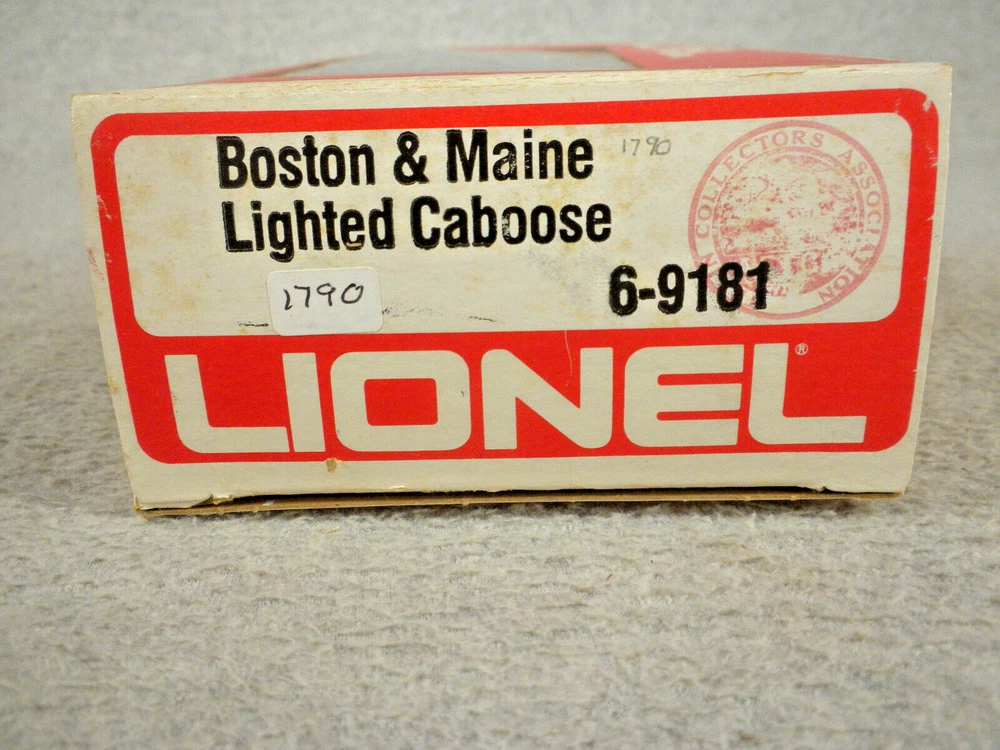 Boston & Maine
1790
Lighted Caboose
COLLECTORS ASSOCIATION
6-9181
1790
LIONEL®